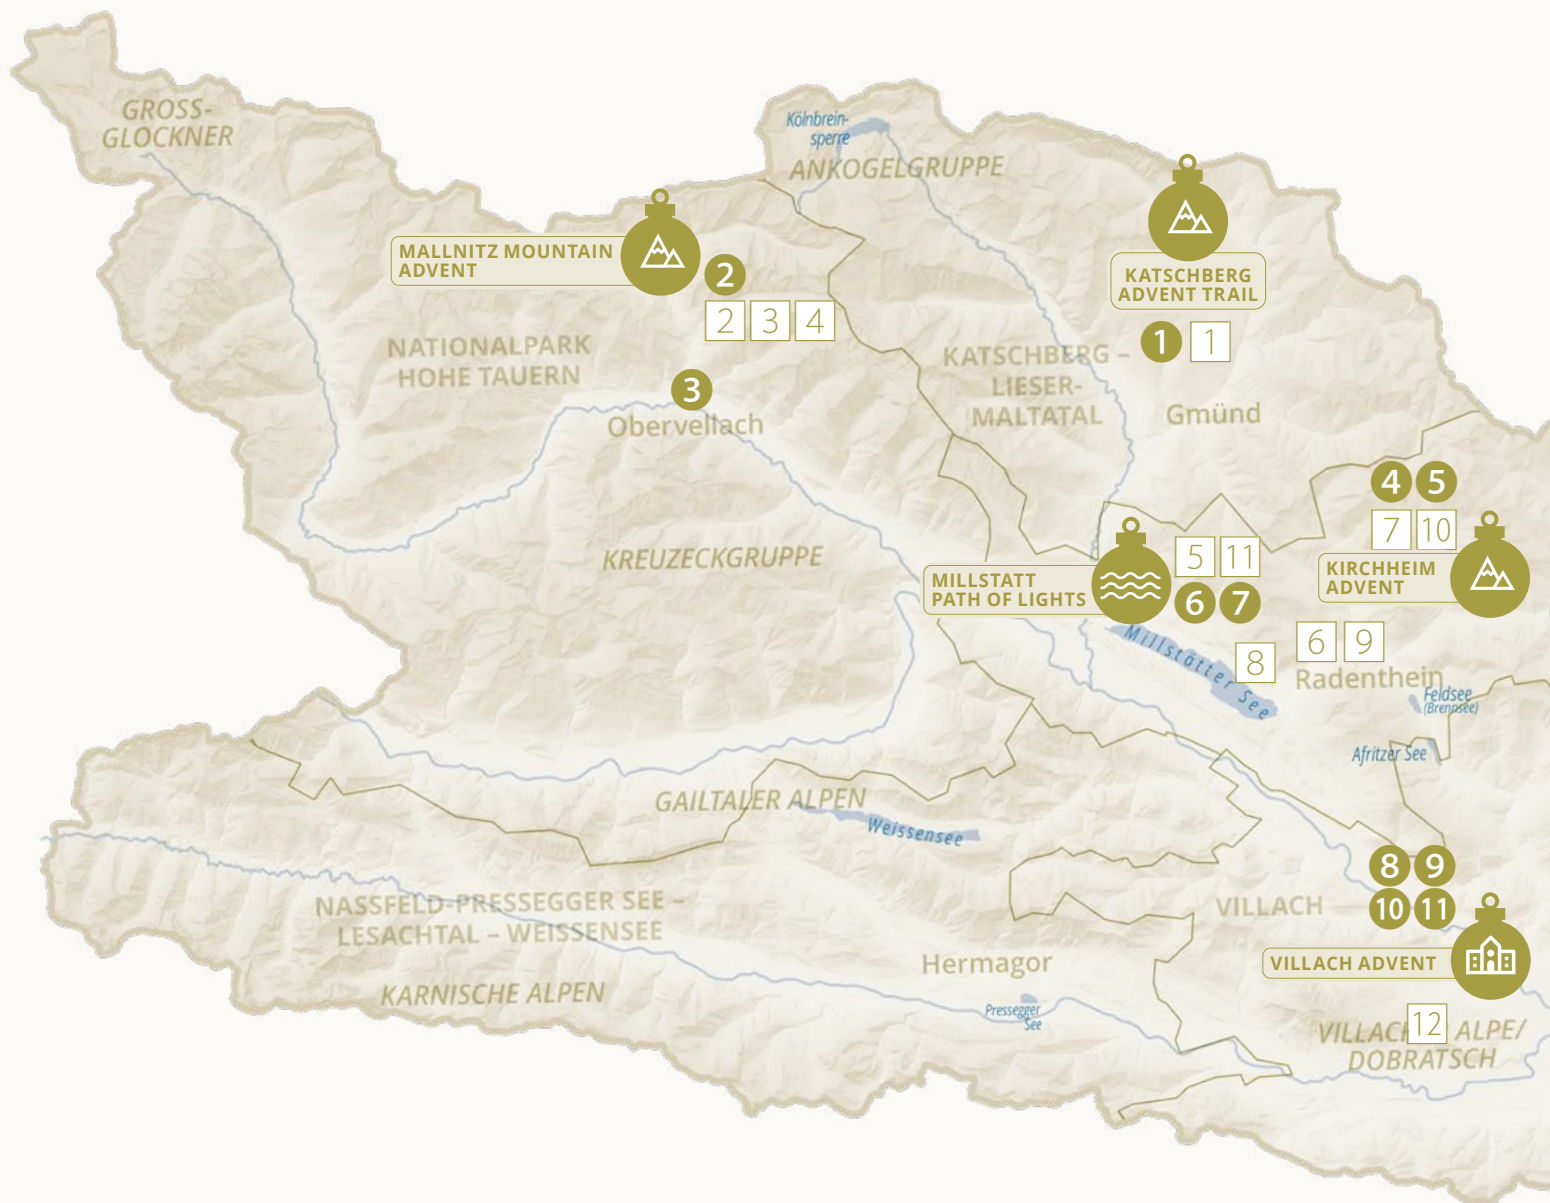 GROSS-
GLOCKNER
Kölnbrein-
sperre
ANKOGELGRUPPE
MALLNITZ MOUNTAIN
ADVENT
2
2 3 4
KATSCHBERG
ADVENT TRAIL
1 1
NATIONALPARK
HOHE TAUERN
3
Obervellach
KATSCHBERG –
LIESER-
MALTATAL
Gmünd
4 5
7 10
KIRCHHEIM
ADVENT
KREUZECKGRUPPE
MILLSTATT
PATH OF LIGHTS
5 11
6 7
Millstätter See
8
6 9
Radenthein
Feldsee
(Brennsee)
Afritzer See
GAILTALER ALPEN
Weissensee
8 9
10 11
VILLACH
VILLACH ADVENT
NASSFELD-PRESSEGGER SEE –
LESACHTAL – WEISSENSEE
Hermagor
KARNISCHE ALPEN
Pressegger
See
12
ALPE/
DOBRATSCH